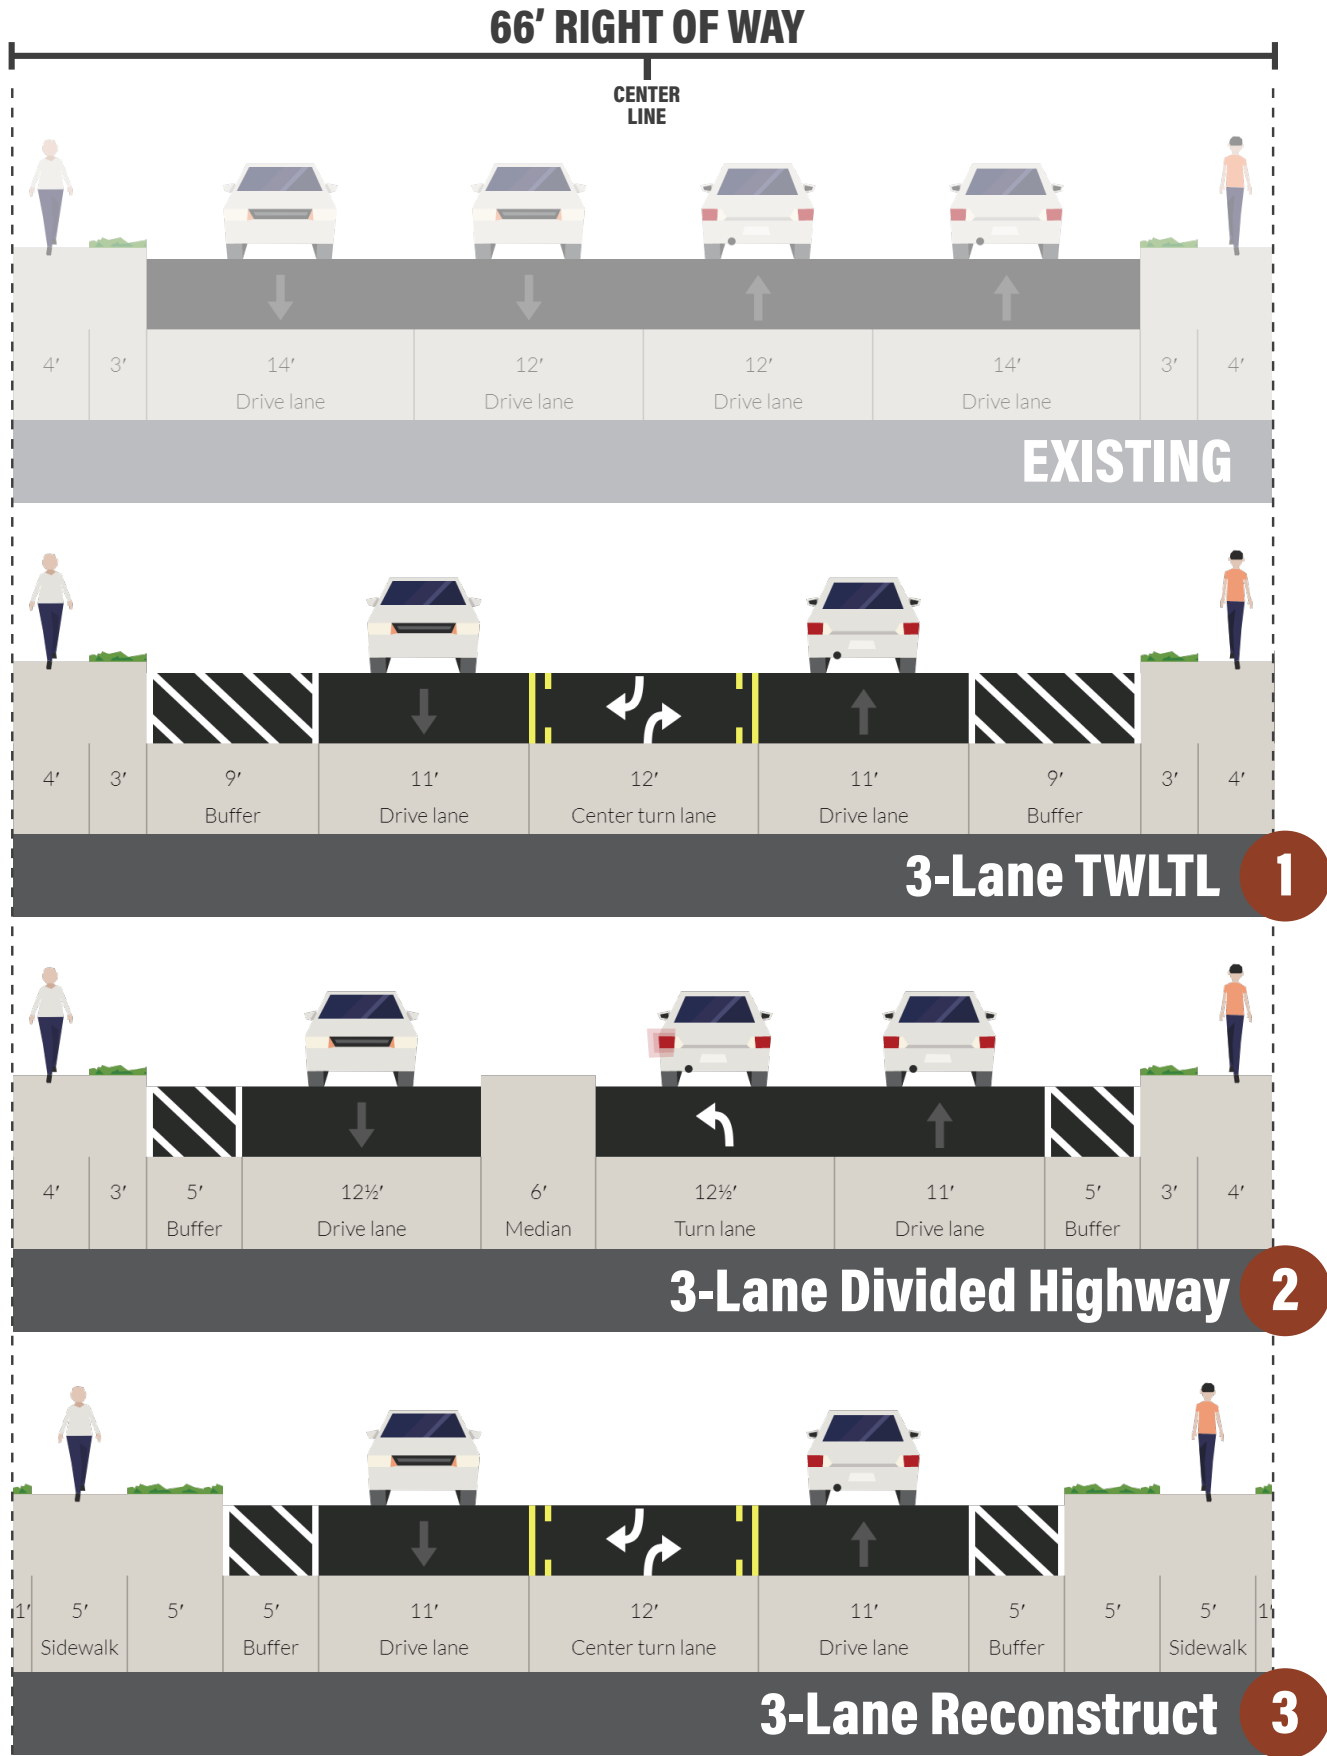 66′ RIGHT OF WAY
CENTER
LINE
4′ 3′ 14′ 12′ 12′ 14′ 3′ 4′
Drive lane Drive lane Drive lane Drive lane
EXISTING
4′ 3′ 9′ 11′ 12′ 11′ 9′ 3′ 4′
Buffer Drive lane Center turn lane Drive lane Buffer
3-Lane TWLTL 1
4′ 3′ 5′ 12½′ 6′ 12½′ 11′ 5′ 3′ 4′
Buffer Drive lane Median Turn lane Drive lane Buffer
3-Lane Divided Highway 2
1′ 5′ 5′ 5′ 11′ 12′ 11′ 5′ 5′ 5′ 1′
Sidewalk Buffer Drive lane Center turn lane Drive lane Buffer Sidewalk
3-Lane Reconstruct 3